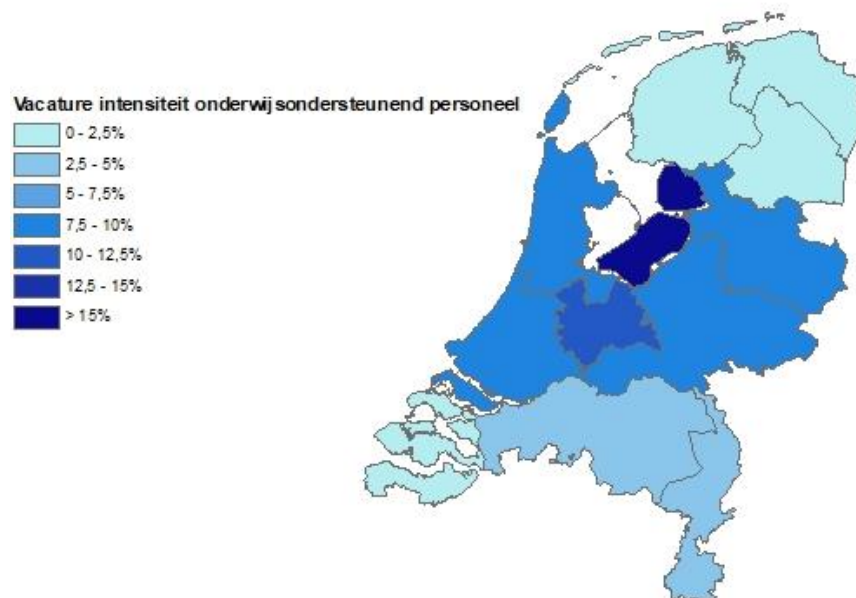 Vacature intensiteit onderwijsondersteunend personeel
0 - 2,5%
2,5 - 5%
5 - 7,5%
7,5 - 10%
10 - 12,5%
12,5 - 15%
> 15%